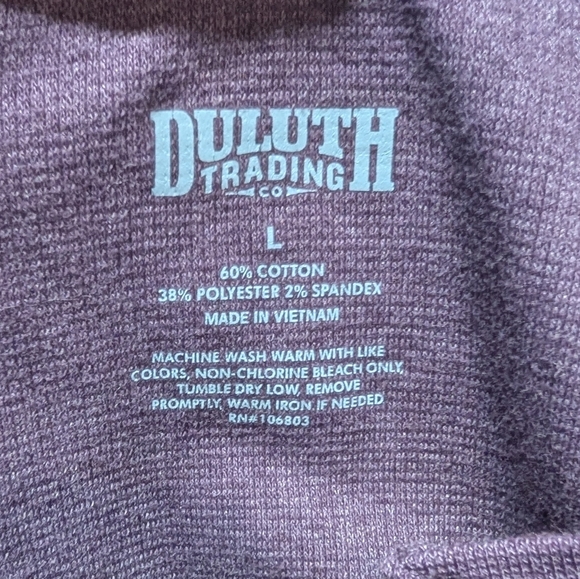 DULUTH
TRADING
CO
L
60% COTTON
38% POLYESTER 2% SPANDEX
MADE IN VIETNAM
MACHINE WASH WARM WITH LIKE
COLORS, NON-CHLORINE BLEACH ONLY,
TUMBLE DRY LOW, REMOVE
PROMPTLY, WARM IRON IF NEEDED
RN#106803